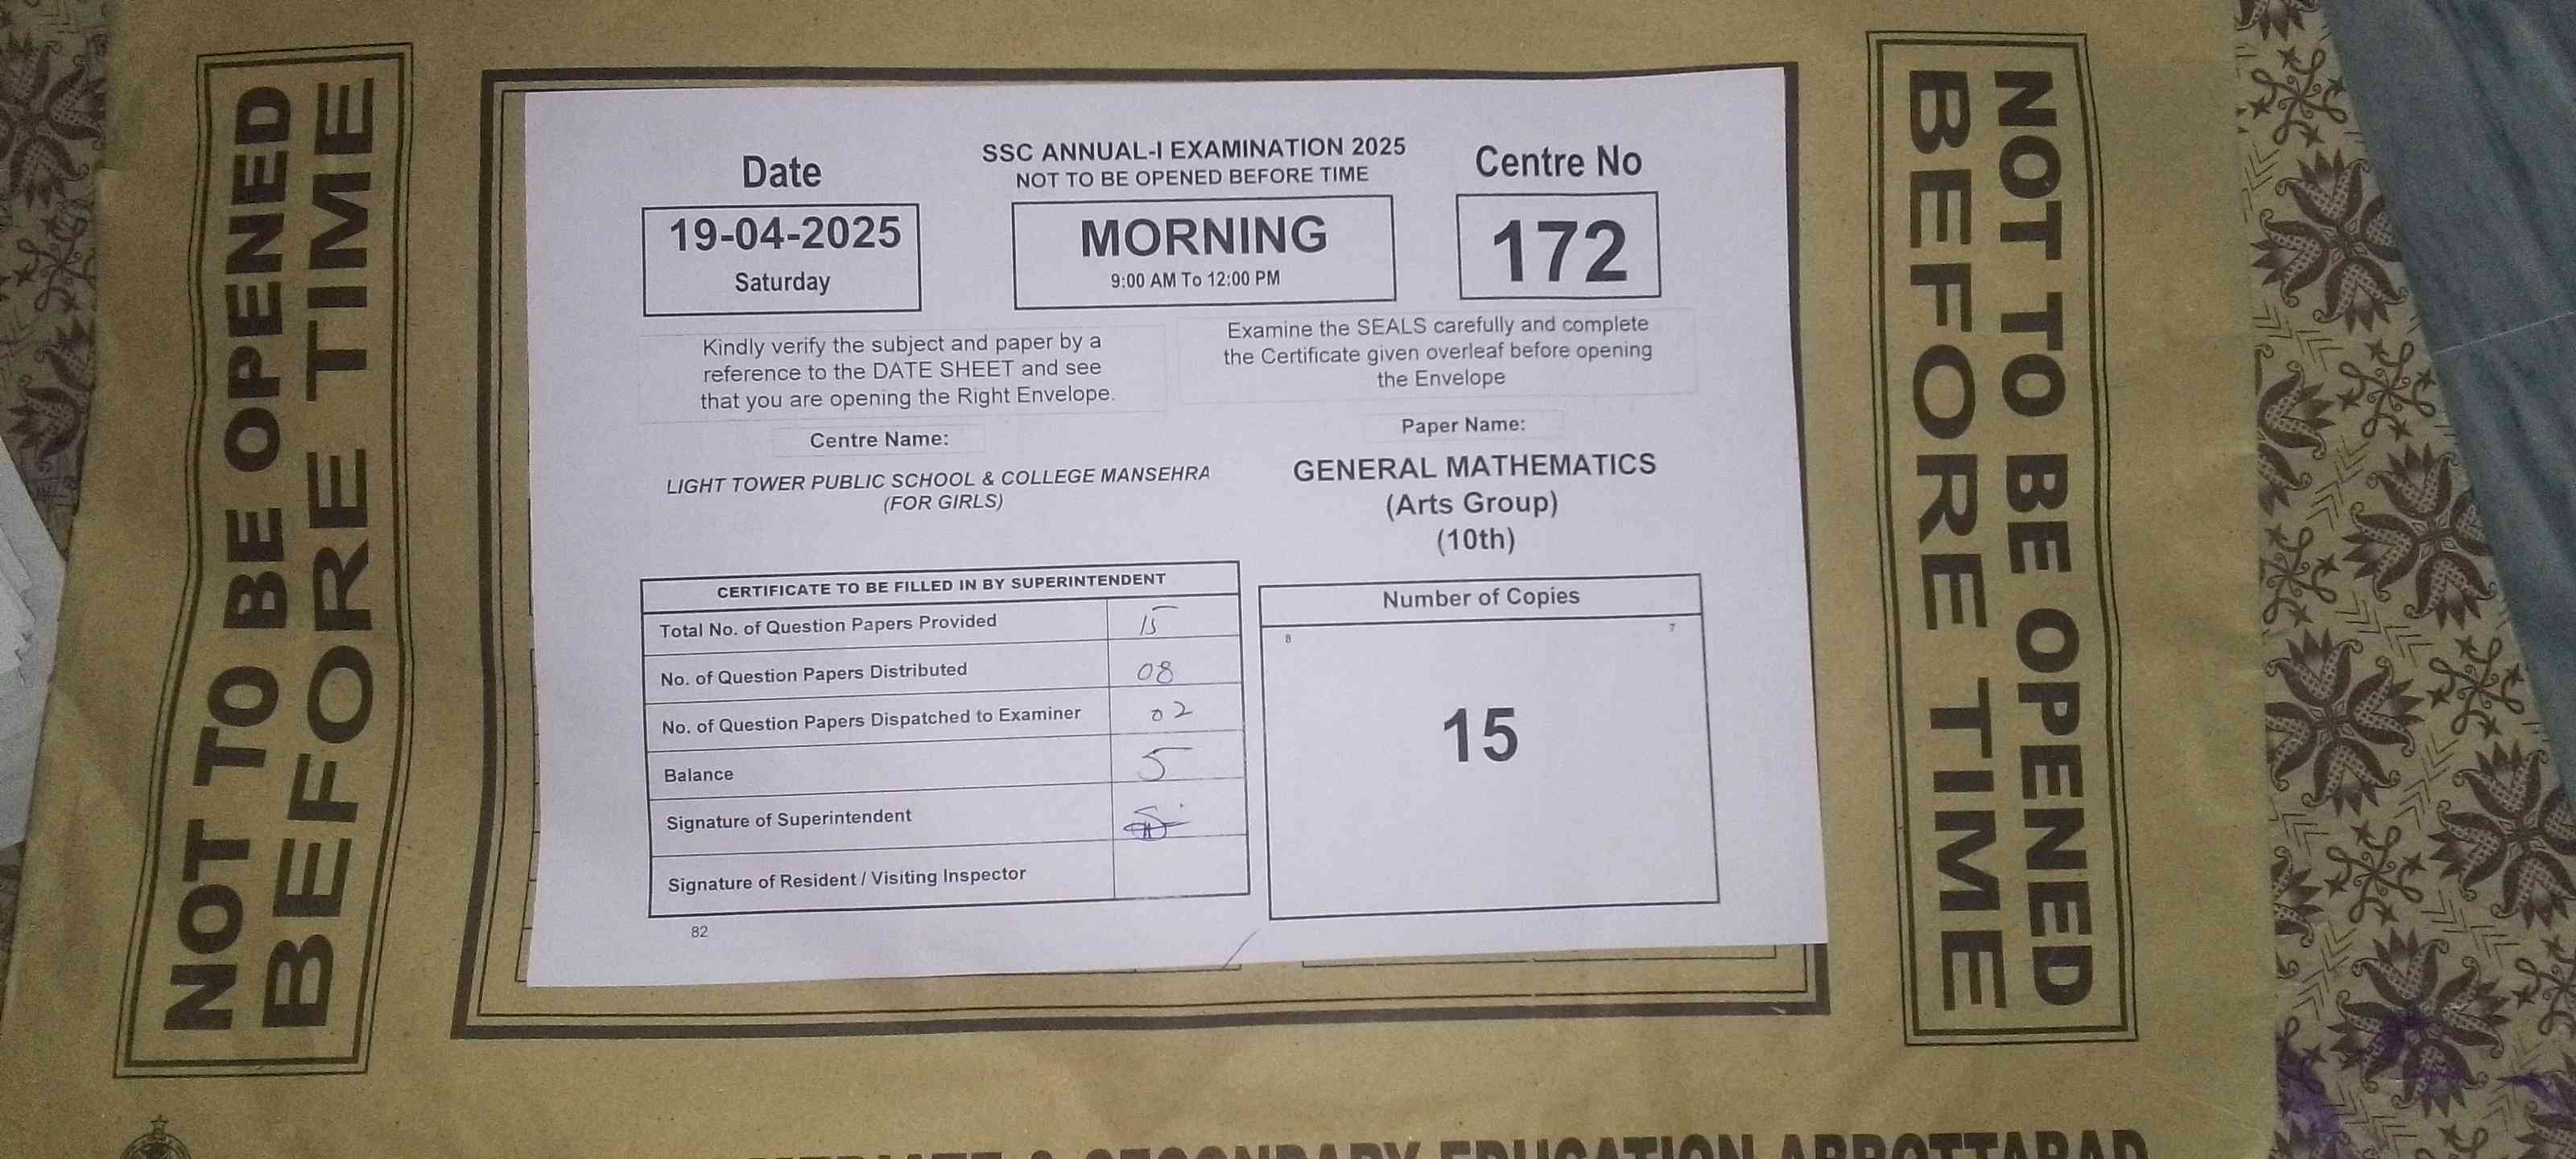 NOT TO BE OPENED
BEFORE TIME
Date
19-04-2025
Saturday
SSC ANNUAL-I EXAMINATION 2025
NOT TO BE OPENED BEFORE TIME
MORNING
9:00 AM To 12:00 PM
Centre No
172
Kindly verify the subject and paper by a
reference to the DATE SHEET and see
that you are opening the Right Envelope.
Examine the SEALS carefully and complete
the Certificate given overleaf before opening
the Envelope
Centre Name:
LIGHT TOWER PUBLIC SCHOOL & COLLEGE MANSEHRA
(FOR GIRLS)
Paper Name:
GENERAL MATHEMATICS
(Arts Group)
(10th)
CERTIFICATE TO BE FILLED IN BY SUPERINTENDENT
Total No. of Question Papers Provided 15
No. of Question Papers Distributed 08
No. of Question Papers Dispatched to Examiner 02
Balance 5
Signature of Superintendent
Signature of Resident / Visiting Inspector
82
Number of Copies
8 7
15
NOT TO BE OPENED
BEFORE TIME
& SECONDARY EDUCATION ABBOTTABAD